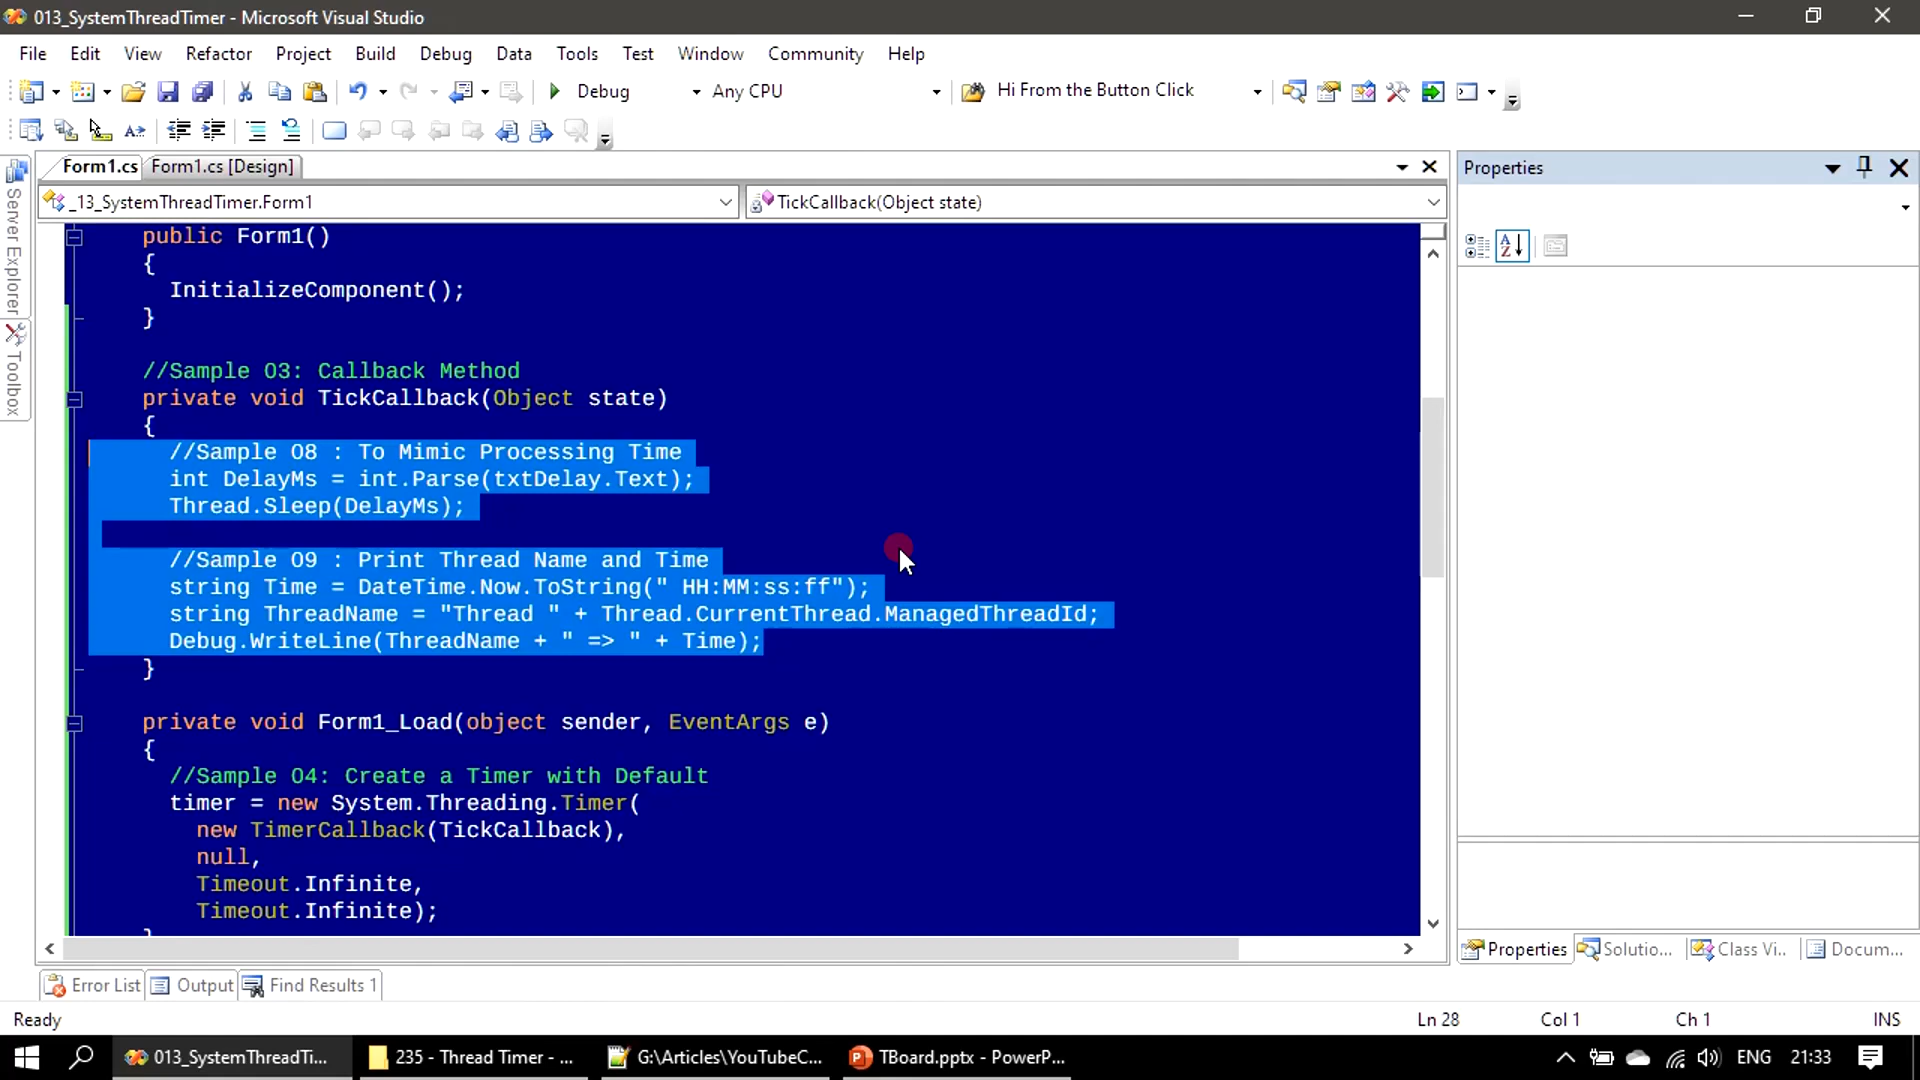 013_SystemThreadTimer - Microsoft Visual Studio
File Edit View Refactor Project Build Debug Data Tools Test Window Community Help
Debug Any CPU Hi From the Button Click
Form1.cs Form1.cs [Design]
Properties
_13_SystemThreadTimer.Form1 TickCallback(Object state)
Server Explorer
Toolbox
public Form1()
{
InitializeComponent();
}
//Sample O3: Callback Method
private void TickCallback(Object state)
{
//Sample O8 : To Mimic Processing Time
int DelayMs = int.Parse(txtDelay.Text);
Thread.Sleep(DelayMs);
//Sample O9 : Print Thread Name and Time
string Time = DateTime.Now.ToString(" HH:MM:ss:ff");
string ThreadName = "Thread " + Thread.CurrentThread.ManagedThreadId;
Debug.WriteLine(ThreadName + " => " + Time);
}
private void Form1_Load(object sender, EventArgs e)
{
//Sample O4: Create a Timer with Default
timer = new System.Threading.Timer(
new TimerCallback(TickCallback),
null,
Timeout.Infinite,
Timeout.Infinite);
}
Properties Solutio... Class Vi... Docum...
Error List Output Find Results 1
Ready Ln 28 Col 1 Ch 1 INS
013_SystemThreadTi... 235 - Thread Timer - ... G:\Articles\YouTubeC... TBoard.pptx - PowerP... ENG 21:33